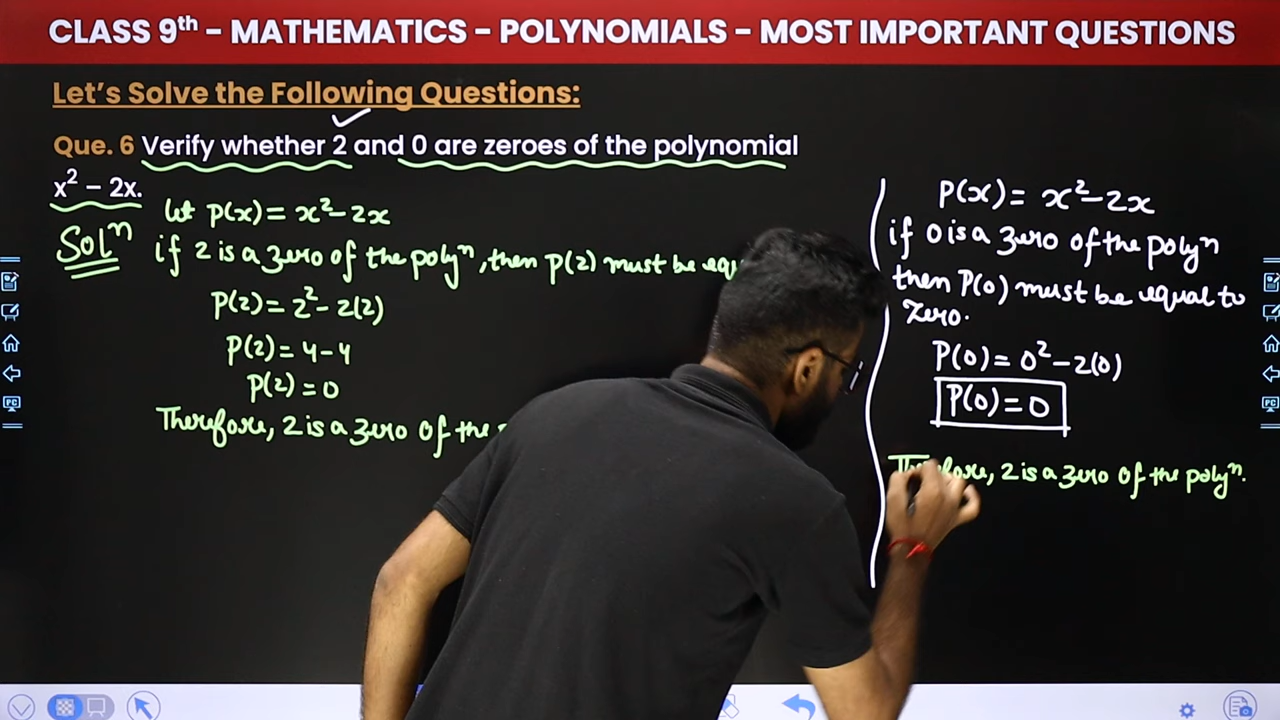 CLASS 9th – MATHEMATICS – POLYNOMIALS – MOST IMPORTANT QUESTIONS
Let's Solve the Following Questions:
Que. 6 Verify whether 2 and 0 are zeroes of the polynomial
x² – 2x.
Solⁿ
let p(x) = x² – 2x
if 2 is a zero of the polyⁿ, then p(2) must be
P(2) = 2² – 2(2)
P(2) = 4 – 4
P(2) = 0
Therefore, 2 is a zero of the
P(x) = x² – 2x
if 0 is a zero of the polyⁿ
then P(0) must be equal to
zero.
P(0) = 0² – 2(0)
P(0) = 0
Therefore, 2 is a zero of the polyⁿ.
PC
PC